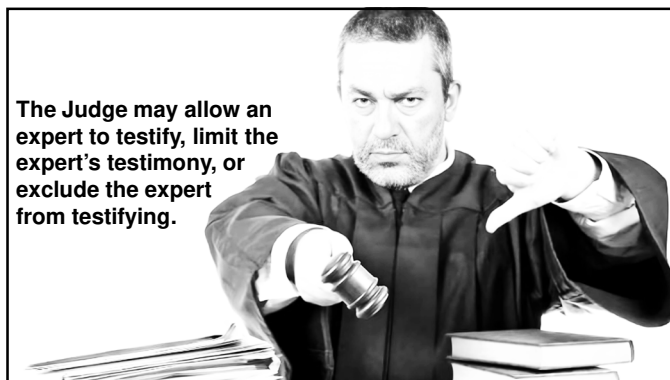 The Judge may allow an
expert to testify, limit the
expert’s testimony, or
exclude the expert
from testifying.